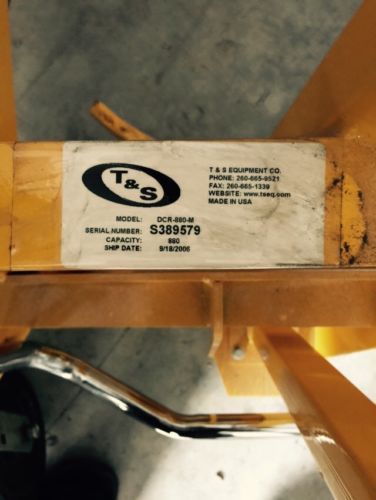 T&S
T & S EQUIPMENT CO.
PHONE: 260-665-9521
FAX: 260-665-1339
WEBSITE: www.tseq.com
MADE IN USA
MODEL: DCR-880-M
SERIAL NUMBER: S389579
CAPACITY: 880
SHIP DATE: 9/18/2006